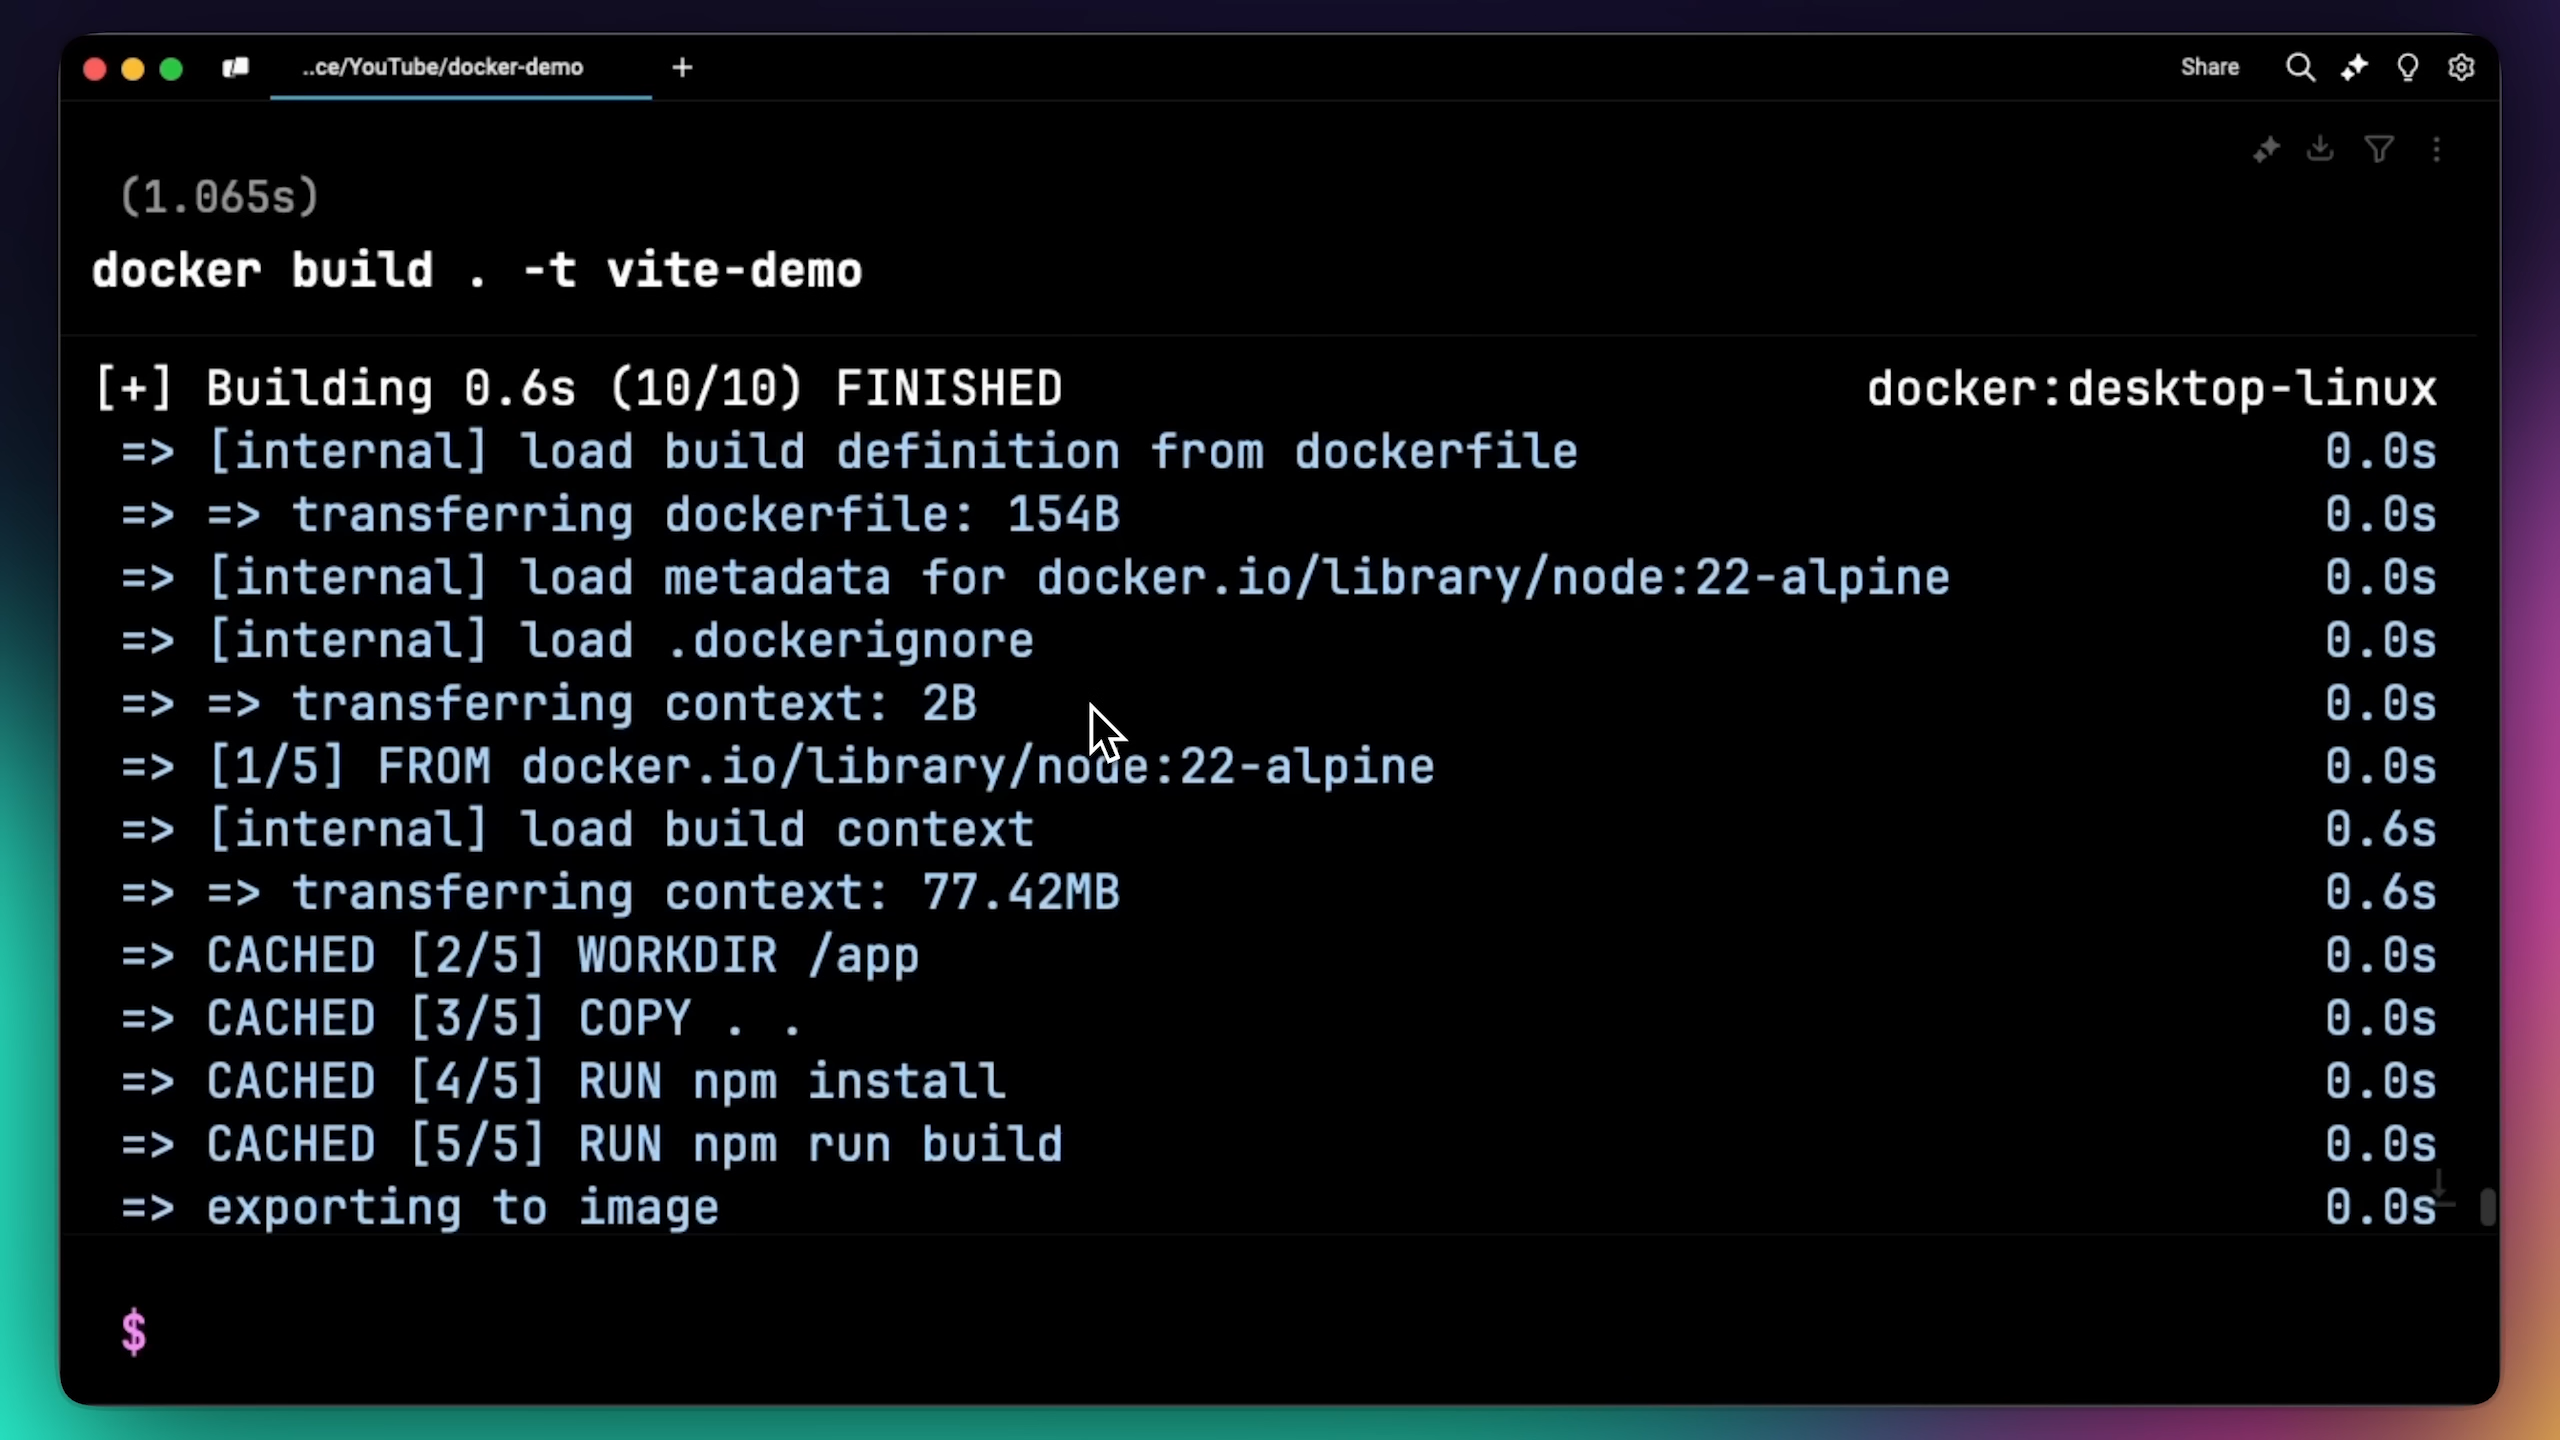 ..ce/YouTube/docker-demo
+
Share
(1.065s)
docker build . -t vite-demo
[+] Building 0.6s (10/10) FINISHED docker:desktop-linux
=> [internal] load build definition from dockerfile 0.0s
=> => transferring dockerfile: 154B 0.0s
=> [internal] load metadata for docker.io/library/node:22-alpine 0.0s
=> [internal] load .dockerignore 0.0s
=> => transferring context: 2B 0.0s
=> [1/5] FROM docker.io/library/node:22-alpine 0.0s
=> [internal] load build context 0.6s
=> => transferring context: 77.42MB 0.6s
=> CACHED [2/5] WORKDIR /app 0.0s
=> CACHED [3/5] COPY . . 0.0s
=> CACHED [4/5] RUN npm install 0.0s
=> CACHED [5/5] RUN npm run build 0.0s
=> exporting to image 0.0s
$